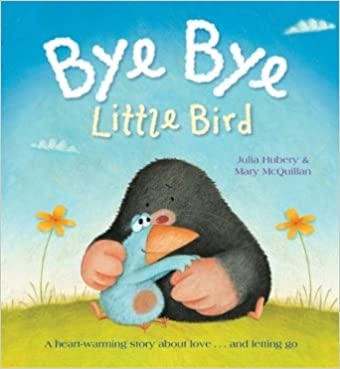 Bye Bye
Little Bird
Julia Hubery &
Mary McQuillan
A heart-warming story about love . . . and letting go